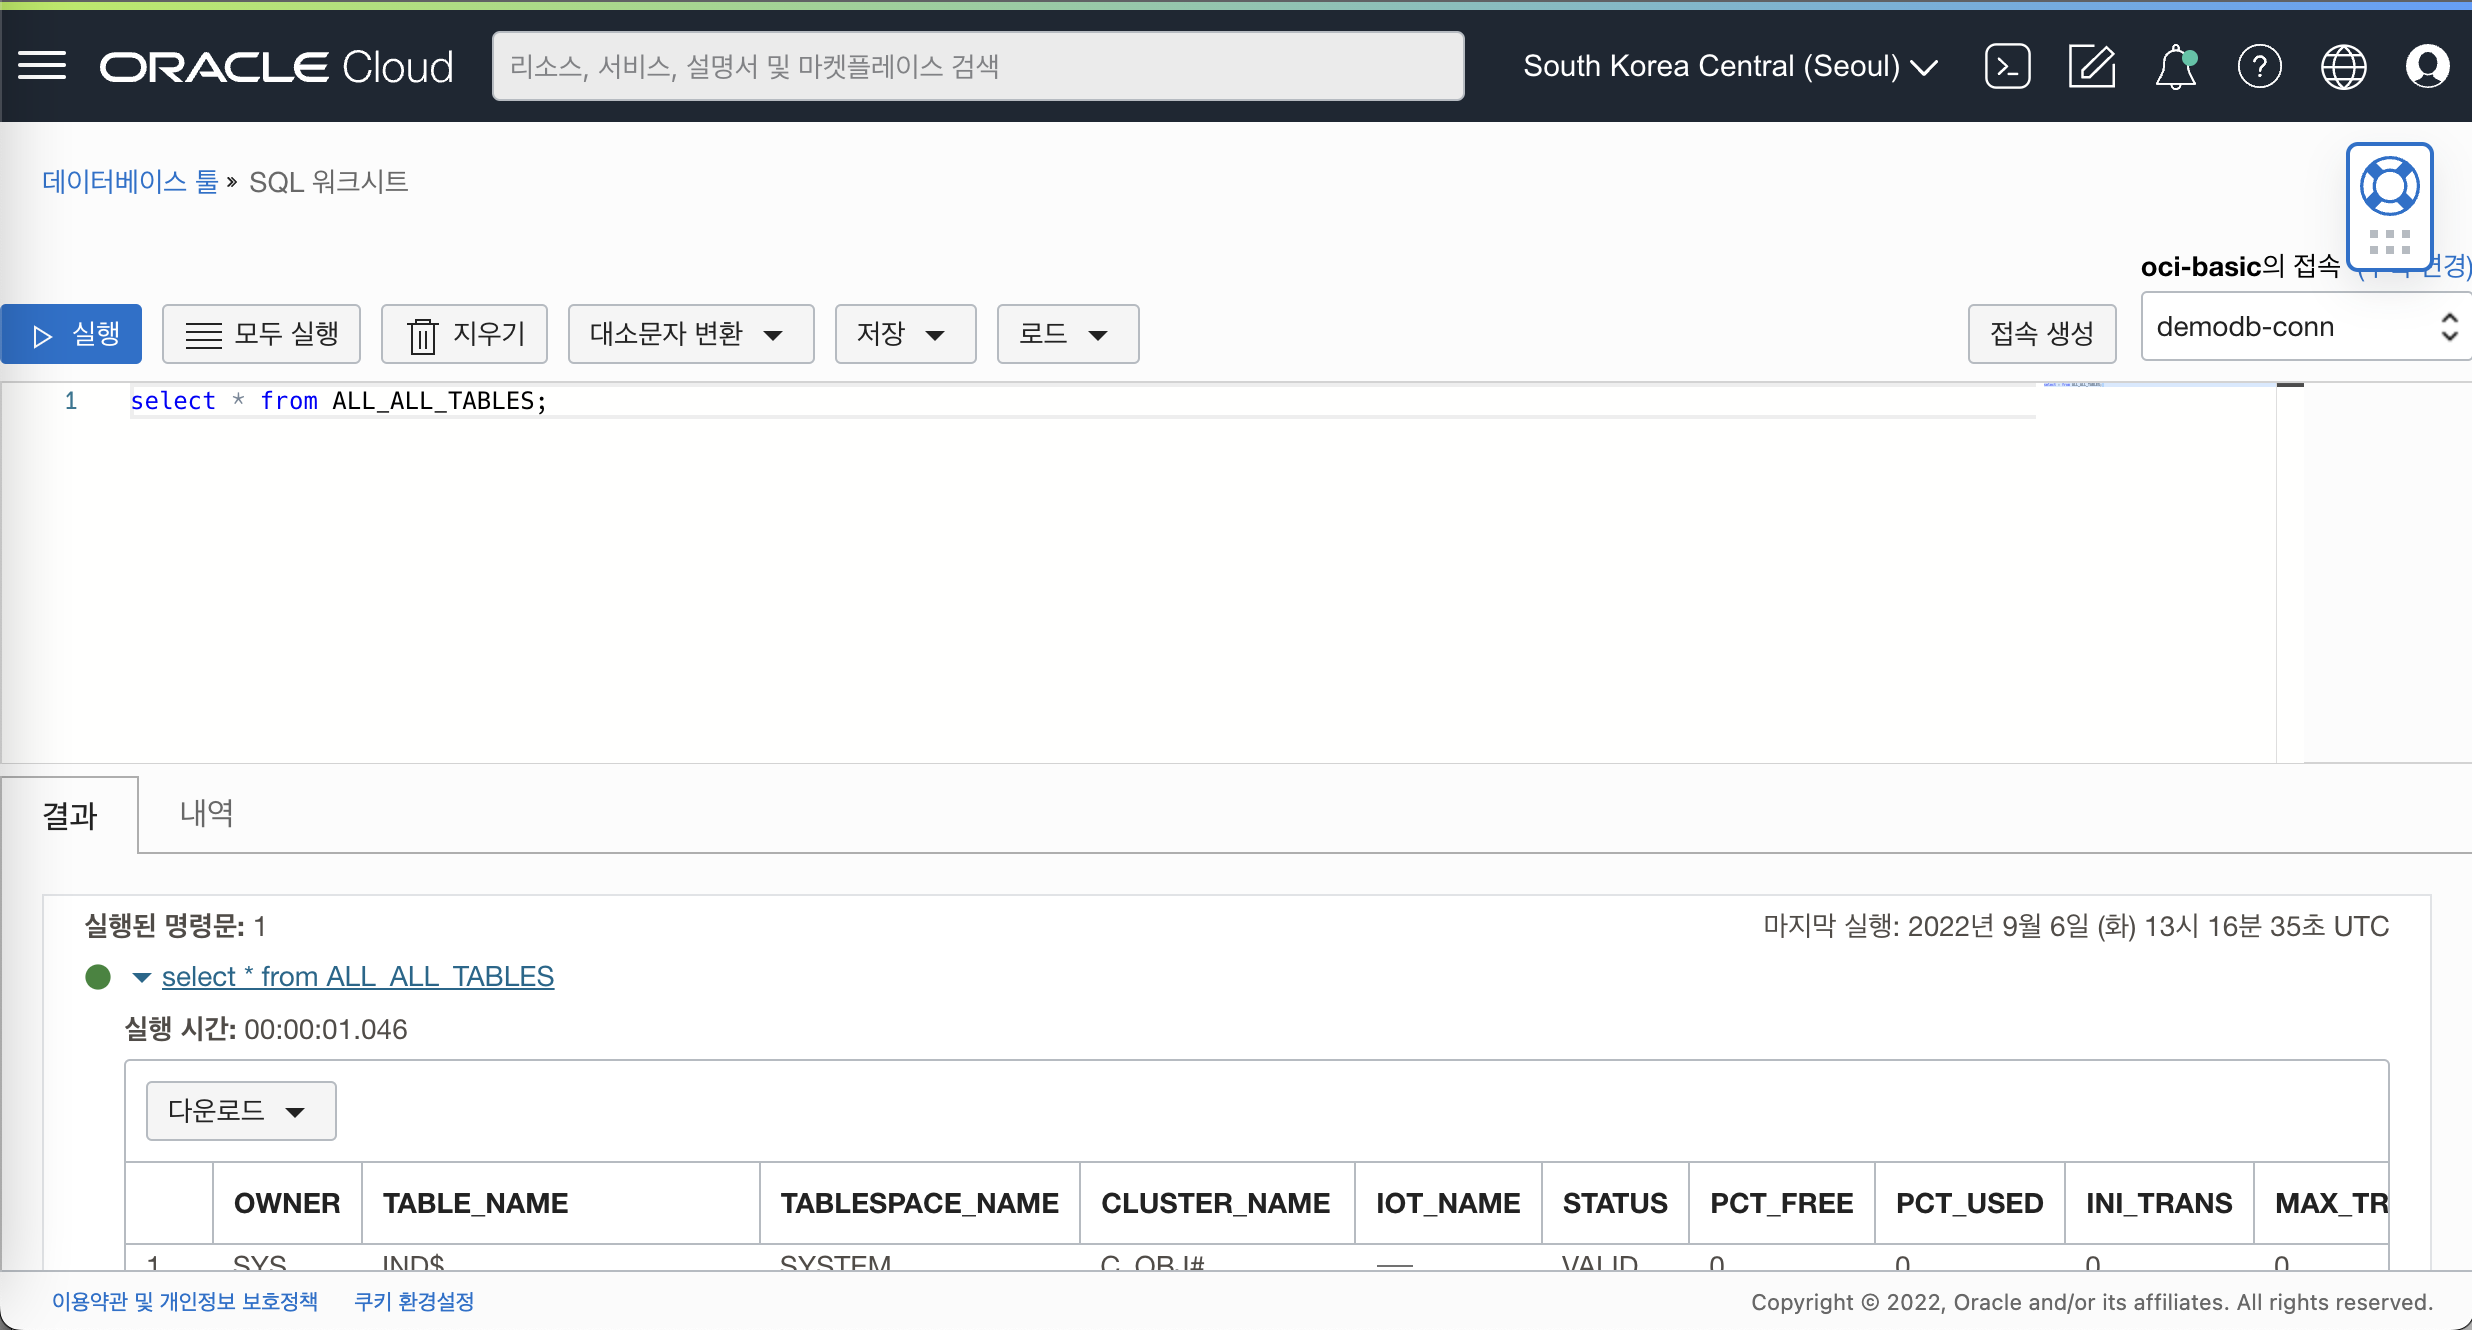 ORACLE Cloud
리소스, 서비스, 설명서 및 마켓플레이스 검색
South Korea Central (Seoul)
데이터베이스 툴 » SQL 워크시트
oci-basic의 접속
변경)
실행
모두 실행
지우기
대소문자 변환
저장
로드
접속 생성
demodb-conn
1 select * from ALL_ALL_TABLES;
결과
내역
실행된 명령문: 1
마지막 실행: 2022년 9월 6일 (화) 13시 16분 35초 UTC
select * from ALL_ALL_TABLES
실행 시간: 00:00:01.046
다운로드
OWNER TABLE_NAME TABLESPACE_NAME CLUSTER_NAME IOT_NAME STATUS PCT_FREE PCT_USED INI_TRANS MAX_TR
1 SYS IND$ SYSTEM C_OBJ# — VALID 0 0 0 0
이용약관 및 개인정보 보호정책
쿠키 환경설정
Copyright © 2022, Oracle and/or its affiliates. All rights reserved.